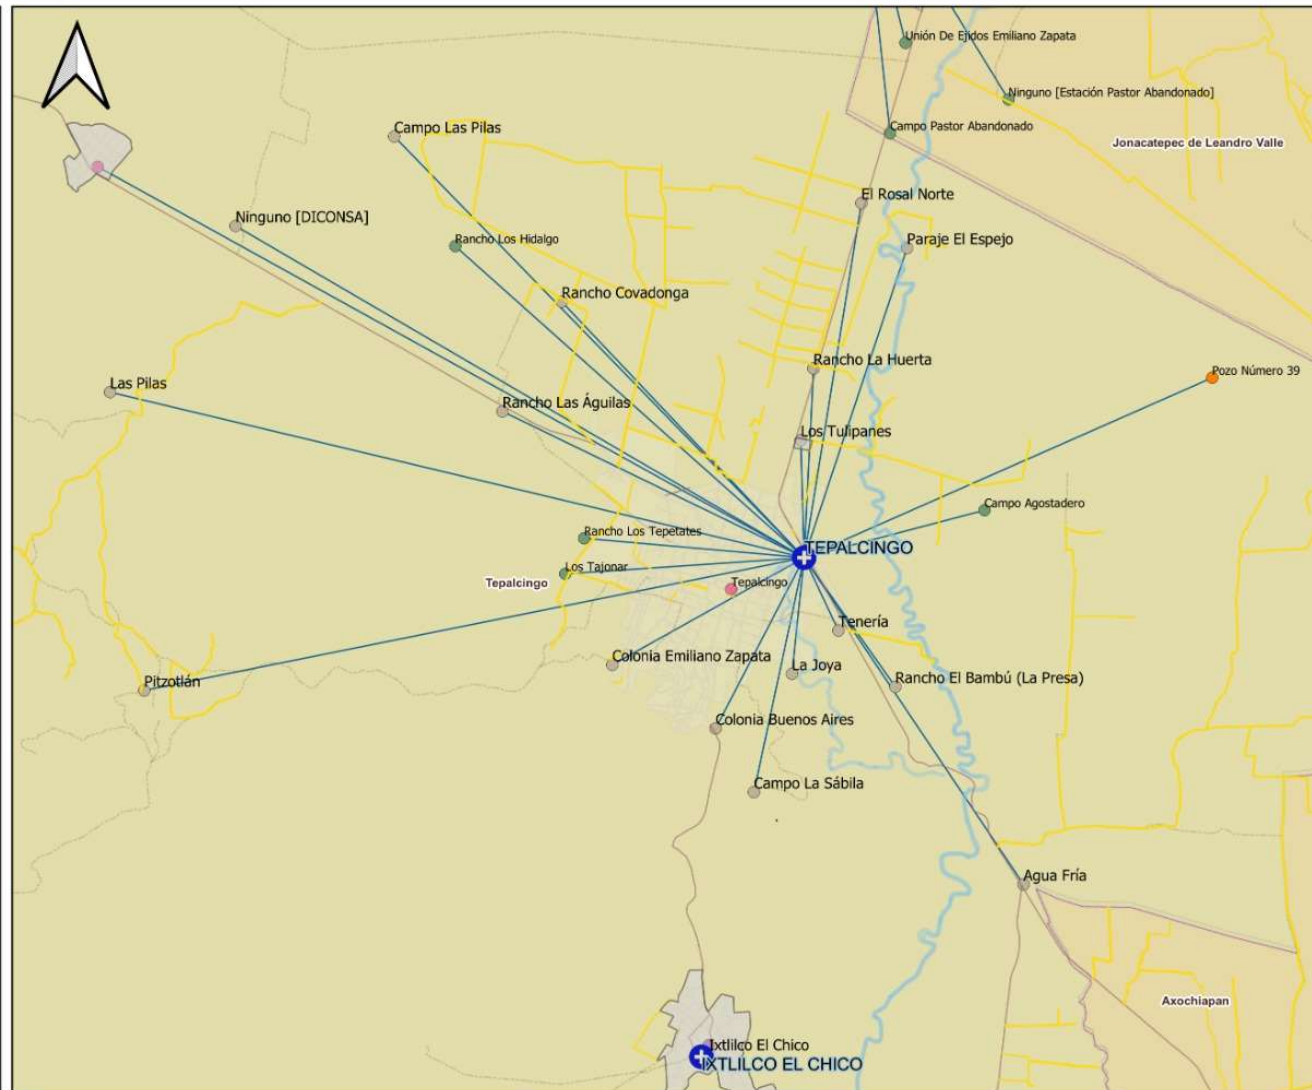 Unión De Ejidos Emiliano Zapata
Ninguno [Estación Pastor Abandonado]
Campo Las Pilas
Campo Pastor Abandonado
Jonacatepec de Leandro Valle
El Rosal Norte
Ninguno [DICONSA]
Rancho Los Hidalgo
Paraje El Espejo
Rancho Covadonga
Rancho La Huerta
Pozo Número 39
Las Pilas
Rancho Las Águilas
Los Tulipanes
Campo Agostadero
Rancho Los Tepetates
TEPALCINGO
Los Tajonar
Tepalcingo
Tepalcingo
Tenería
Colonia Emiliano Zapata
La Joya
Pitzotlán
Rancho El Bambú (La Presa)
Colonia Buenos Aires
Campo La Sábila
Agua Fría
Axochiapan
Ixtlilco El Chico
IXTLILCO EL CHICO